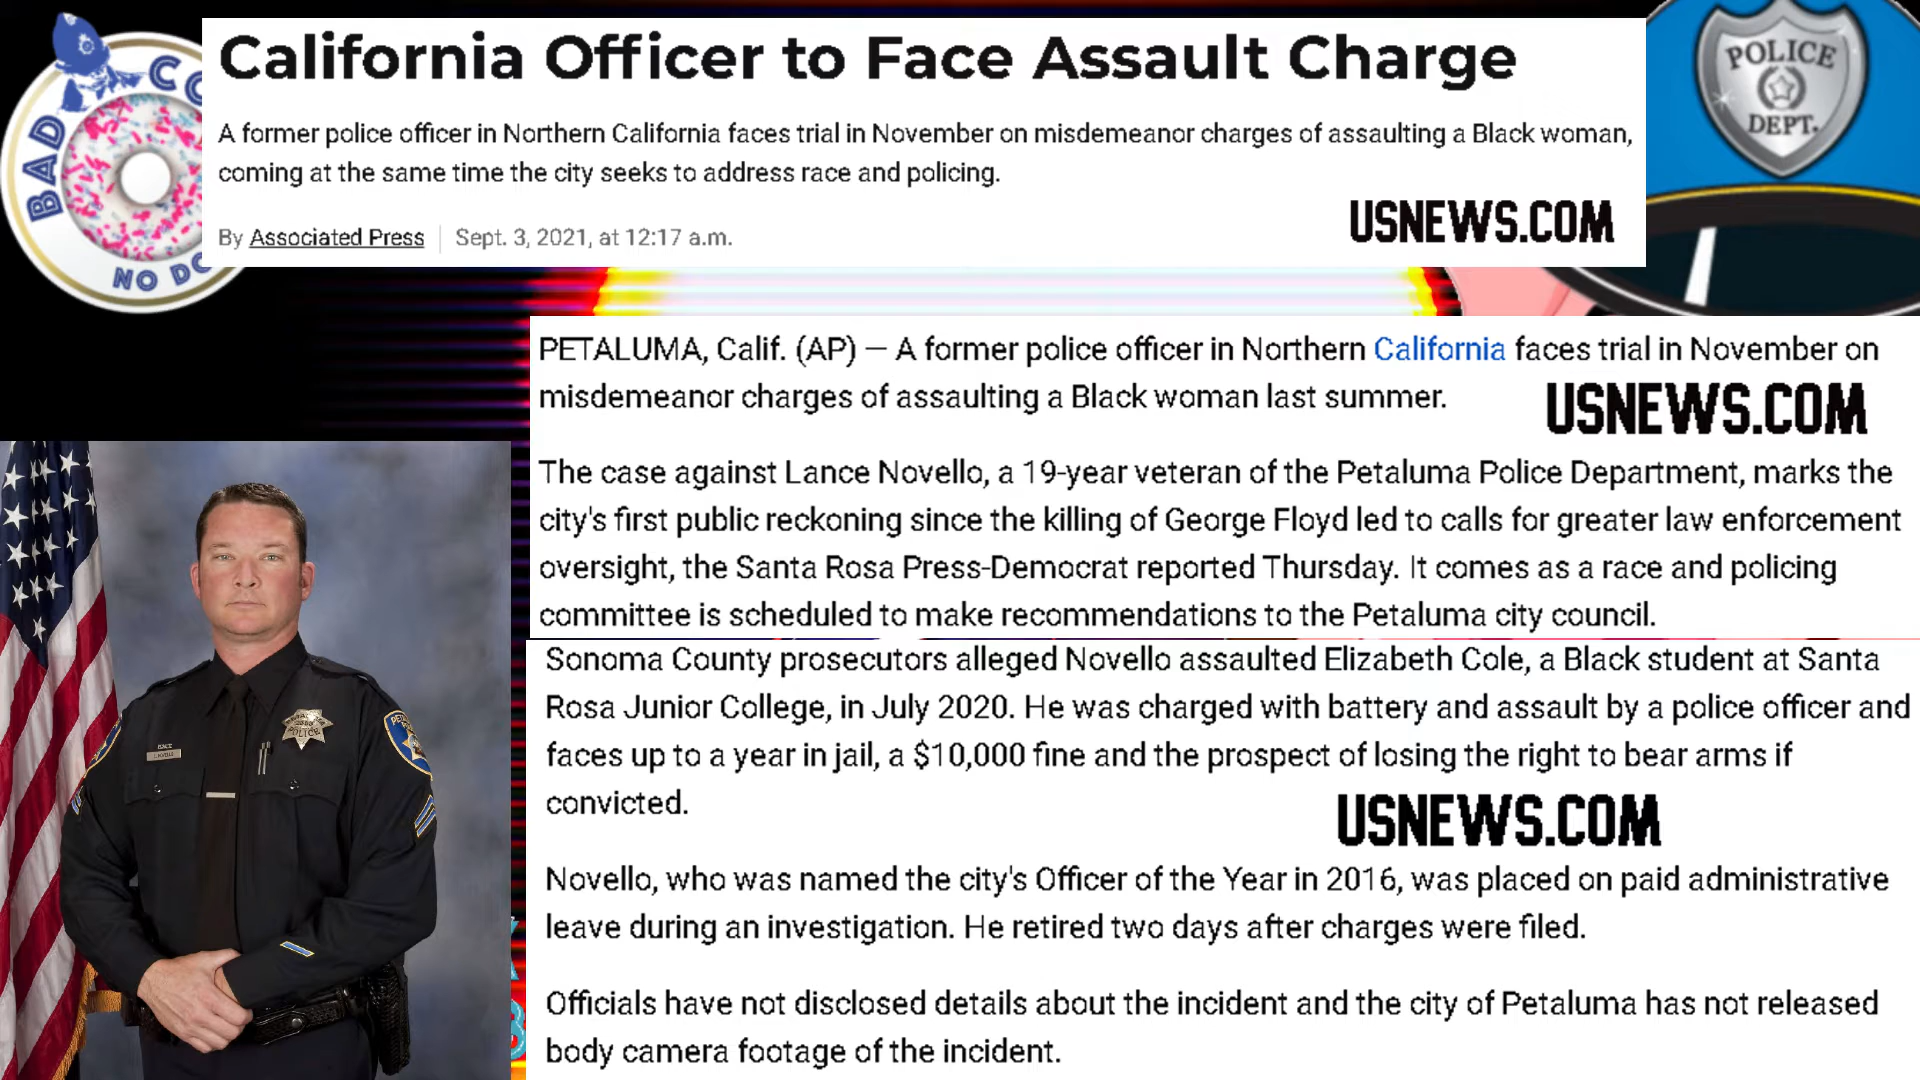 BAD
CO
NO DO
POLICE
DEPT.
California Officer to Face Assault Charge
A former police officer in Northern California faces trial in November on misdemeanor charges of assaulting a Black woman,
coming at the same time the city seeks to address race and policing.
By Associated Press | Sept. 3, 2021, at 12:17 a.m.
USNEWS.COM
PETALUMA, Calif. (AP) — A former police officer in Northern California faces trial in November on
misdemeanor charges of assaulting a Black woman last summer.
USNEWS.COM
The case against Lance Novello, a 19-year veteran of the Petaluma Police Department, marks the
city's first public reckoning since the killing of George Floyd led to calls for greater law enforcement
oversight, the Santa Rosa Press-Democrat reported Thursday. It comes as a race and policing
committee is scheduled to make recommendations to the Petaluma city council.
Sonoma County prosecutors alleged Novello assaulted Elizabeth Cole, a Black student at Santa
Rosa Junior College, in July 2020. He was charged with battery and assault by a police officer and
faces up to a year in jail, a $10,000 fine and the prospect of losing the right to bear arms if
convicted.
USNEWS.COM
Novello, who was named the city's Officer of the Year in 2016, was placed on paid administrative
leave during an investigation. He retired two days after charges were filed.
Officials have not disclosed details about the incident and the city of Petaluma has not released
body camera footage of the incident.
POLICE